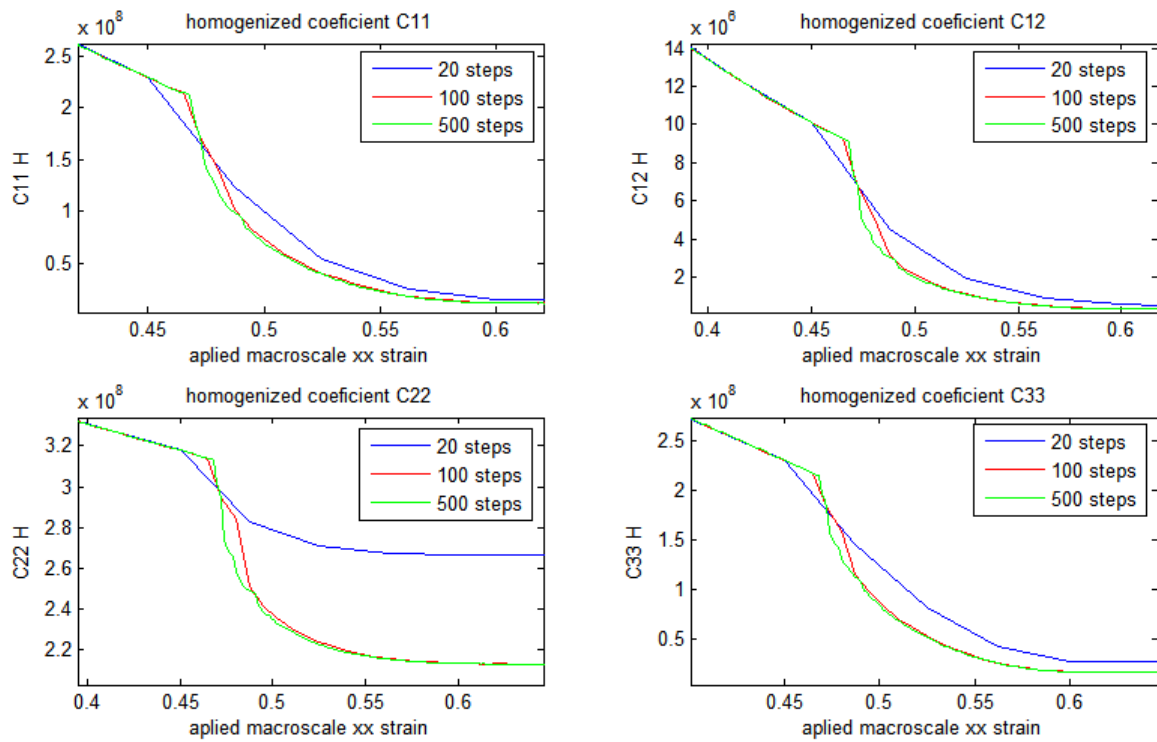 homogenized coeficient C11
x 10^8
2.5
2
1.5
1
0.5
C11 H
20 steps
100 steps
500 steps
0.45 0.5 0.55 0.6
aplied macroscale xx strain
homogenized coeficient C12
x 10^6
14
12
10
8
6
4
2
C12 H
20 steps
100 steps
500 steps
0.4 0.45 0.5 0.55 0.6
aplied macroscale xx strain
homogenized coeficient C22
x 10^8
3.2
3
2.8
2.6
2.4
2.2
C22 H
20 steps
100 steps
500 steps
0.4 0.45 0.5 0.55 0.6
aplied macroscale xx strain
homogenized coeficient C33
x 10^8
2.5
2
1.5
1
0.5
C33 H
20 steps
100 steps
500 steps
0.45 0.5 0.55 0.6
aplied macroscale xx strain